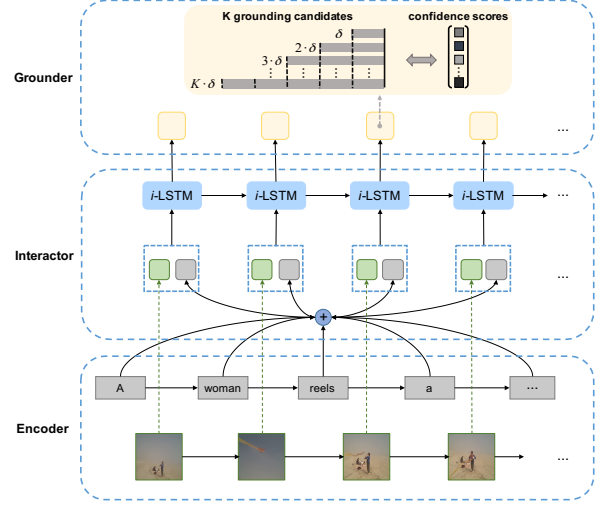 K grounding candidates
confidence scores
δ
2·δ
3·δ
⋮ ⋮ ⋮ ⋮
K·δ
Grounder
...
i-LSTM i-LSTM i-LSTM i-LSTM ...
Interactor
...
+
A woman reels a ...
Encoder
...